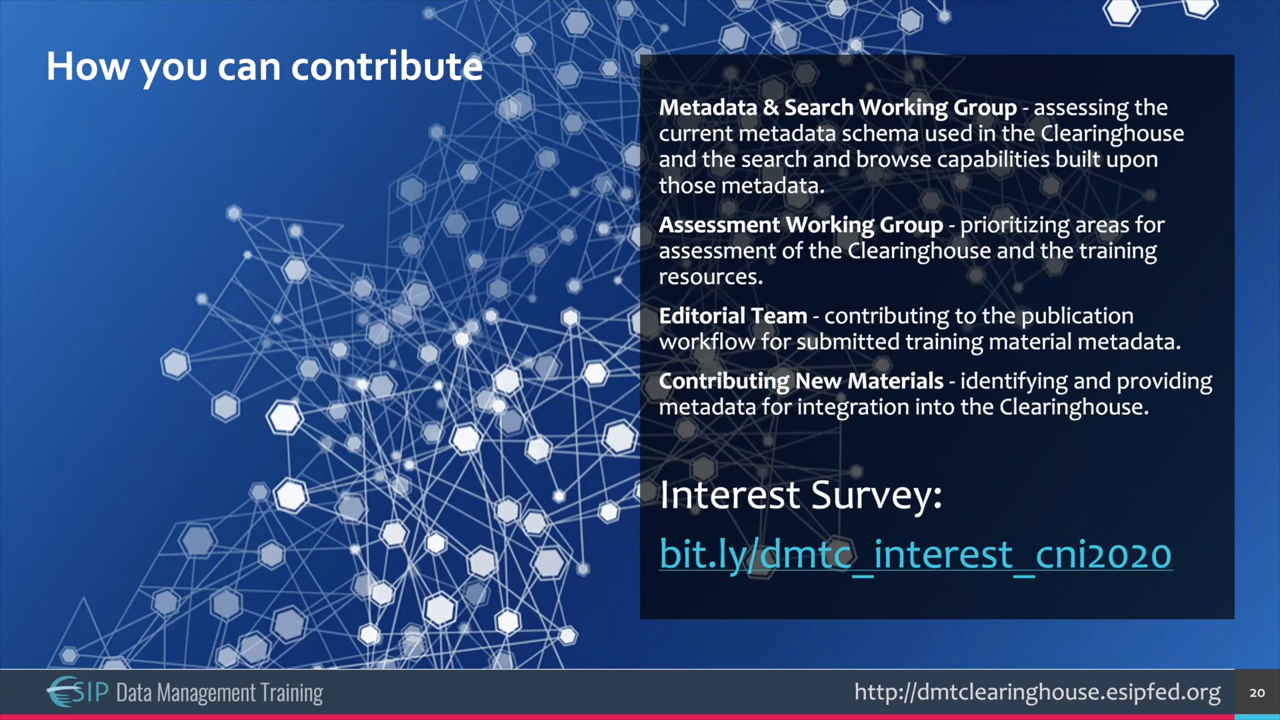 How you can contribute
Metadata & Search Working Group - assessing the
current metadata schema used in the Clearinghouse
and the search and browse capabilities built upon
those metadata.
Assessment Working Group - prioritizing areas for
assessment of the Clearinghouse and the training
resources.
Editorial Team - contributing to the publication
workflow for submitted training material metadata.
Contributing New Materials - identifying and providing
metadata for integration into the Clearinghouse.
Interest Survey:
bit.ly/dmtc_interest_cni2020
ESIP Data Management Training
http://dmtclearinghouse.esipfed.org
20